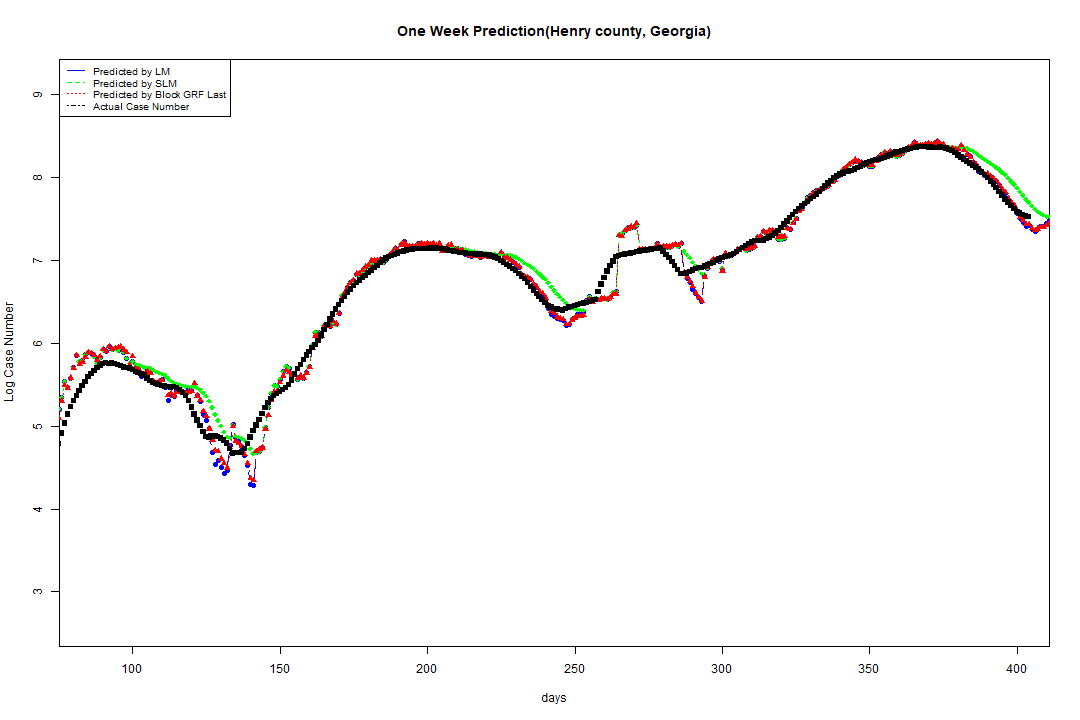 One Week Prediction(Henry county, Georgia)
Predicted by LM
Predicted by SLM
Predicted by Block GRF Last
Actual Case Number
9
8
7
6
5
4
3
Log Case Number
100 150 200 250 300 350 400
days